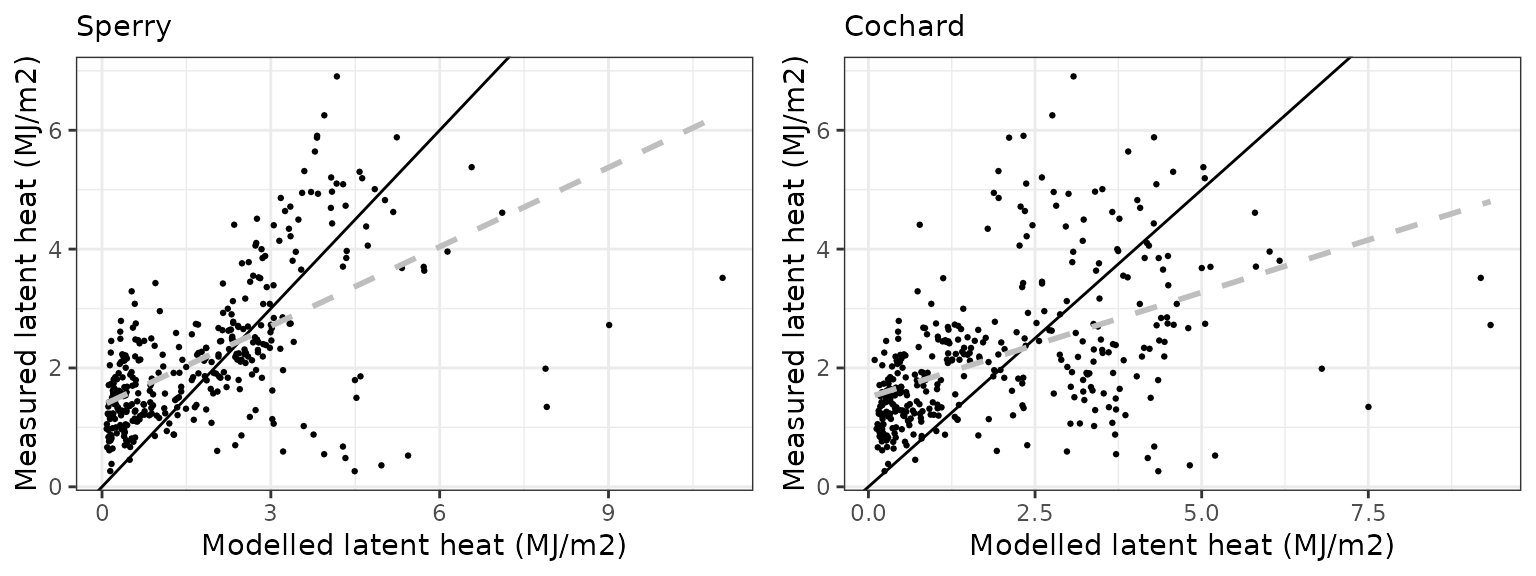 Sperry
Measured latent heat (MJ/m2)
6
4
2
0
0 3 6 9
Modelled latent heat (MJ/m2)
Cochard
Measured latent heat (MJ/m2)
6
4
2
0
0.0 2.5 5.0 7.5
Modelled latent heat (MJ/m2)